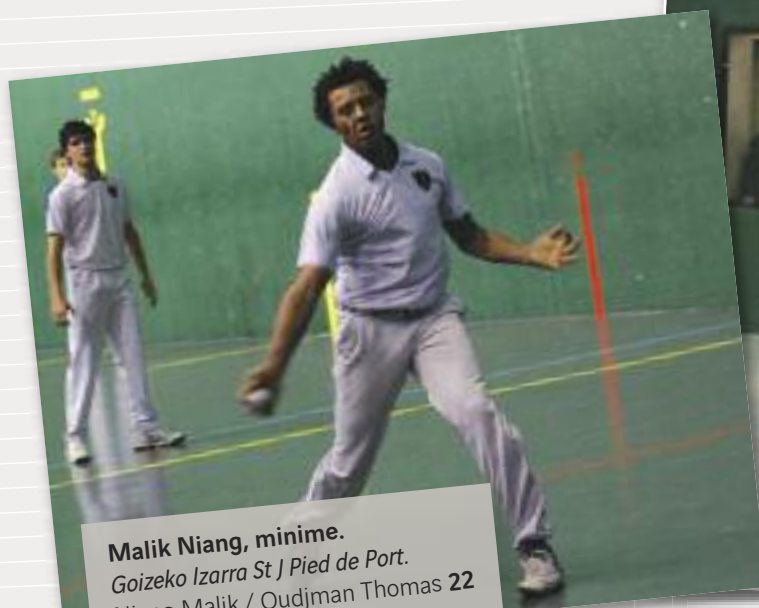 Malik Niang, minime.
Goizeko Izarra St J Pied de Port.
Malik / Oudjman Thomas 22